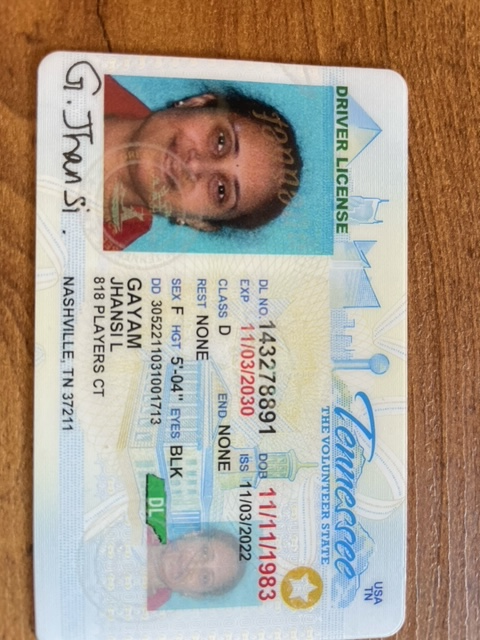 Tennessee
USA
TN
THE VOLUNTEER STATE
DRIVER LICENSE
DL NO. 143278891 DOB 11/11/1983
EXP 11/03/2030 ISS 11/03/2022
CLASS D END NONE
REST NONE
SEX F HGT 5'-04" EYES BLK
DD 3052211031001713
GAYAM
JHANSI L
818 PLAYERS CT
NASHVILLE, TN 37211
DL
G. Jhansi.